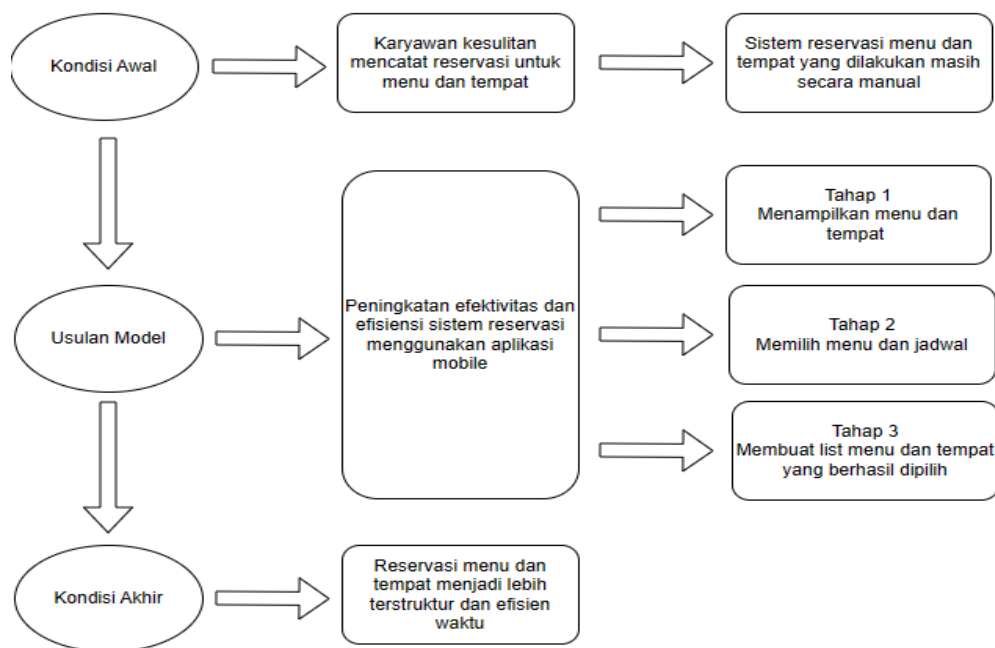 Kondisi Awal
Karyawan kesulitan
mencatat reservasi untuk
menu dan tempat
Sistem reservasi menu dan
tempat yang dilakukan masih
secara manual
Usulan Model
Peningkatan efektivitas dan
efisiensi sistem reservasi
menggunakan aplikasi
mobile
Tahap 1
Menampilkan menu dan
tempat
Tahap 2
Memilih menu dan jadwal
Tahap 3
Membuat list menu dan tempat
yang berhasil dipilih
Kondisi Akhir
Reservasi menu dan
tempat menjadi lebih
terstruktur dan efisien
waktu